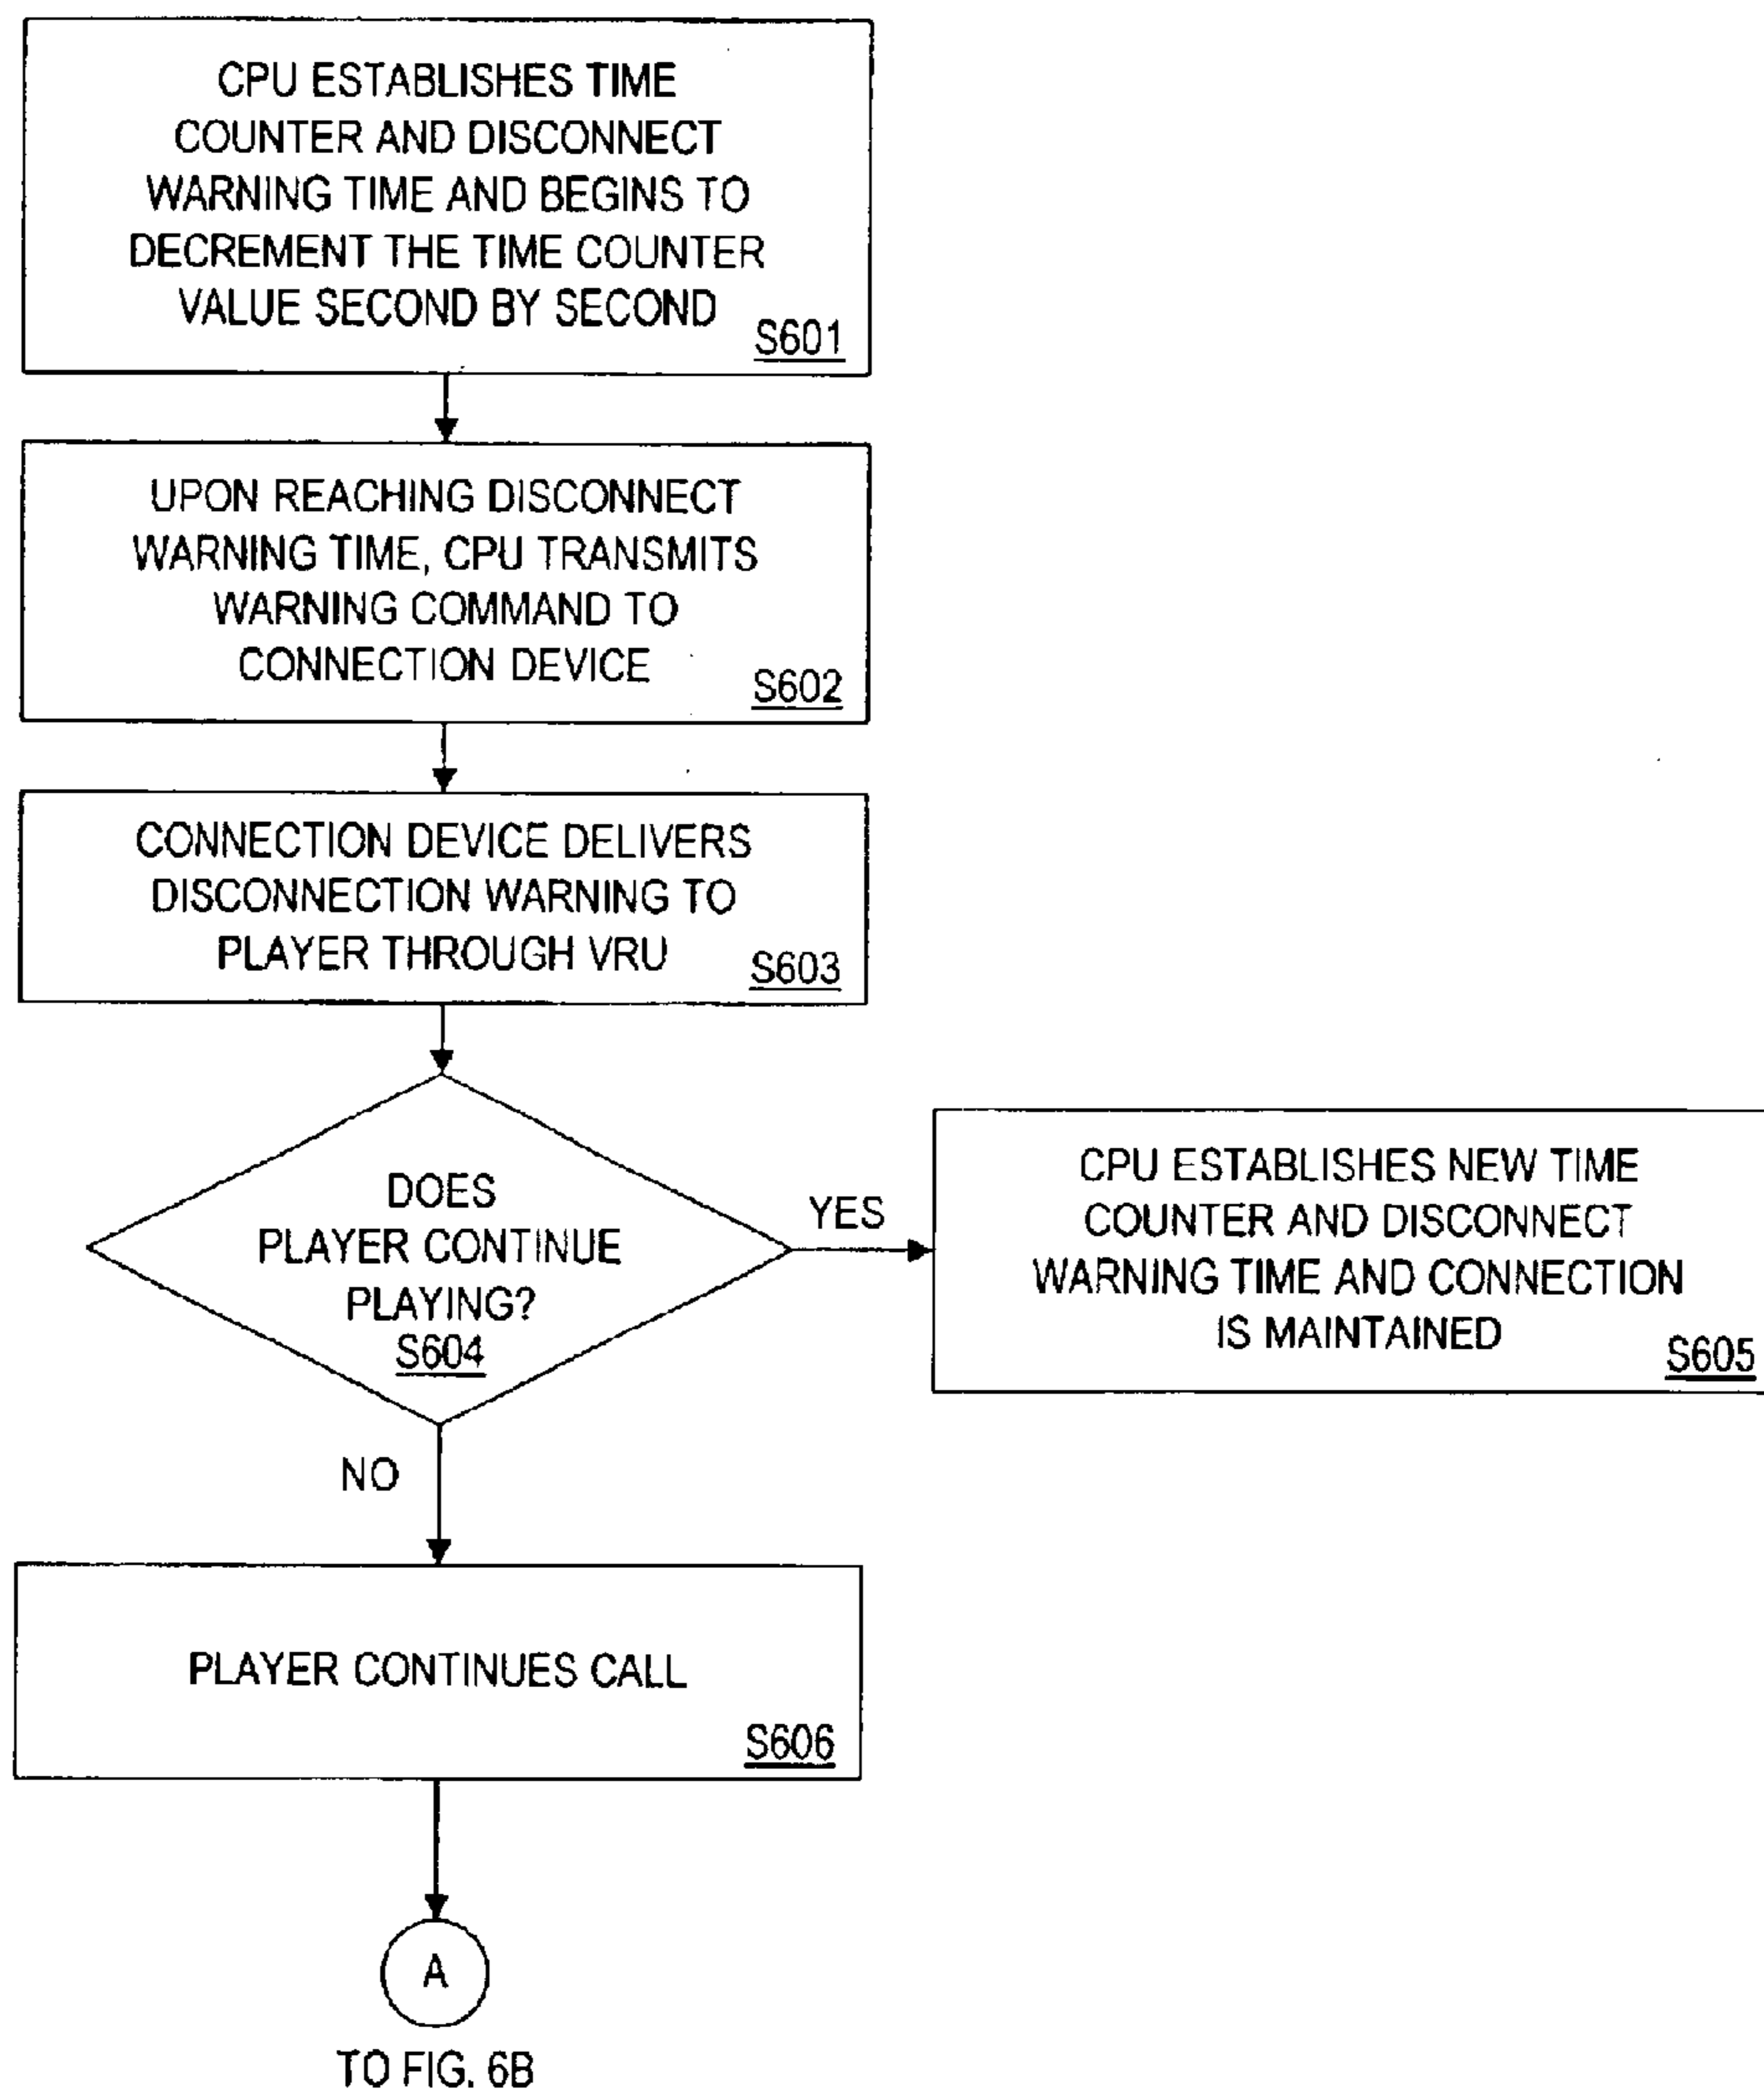 CPU ESTABLISHES TIME
COUNTER AND DISCONNECT
WARNING TIME AND BEGINS TO
DECREMENT THE TIME COUNTER
VALUE SECOND BY SECOND
S601
UPON REACHING DISCONNECT
WARNING TIME, CPU TRANSMITS
WARNING COMMAND TO
CONNECTION DEVICE
S602
CONNECTION DEVICE DELIVERS
DISCONNECTION WARNING TO
PLAYER THROUGH VRU
S603
DOES
PLAYER CONTINUE
PLAYING?
S604
YES
CPU ESTABLISHES NEW TIME
COUNTER AND DISCONNECT
WARNING TIME AND CONNECTION
IS MAINTAINED
S605
NO
PLAYER CONTINUES CALL
S606
A
TO FIG. 6B